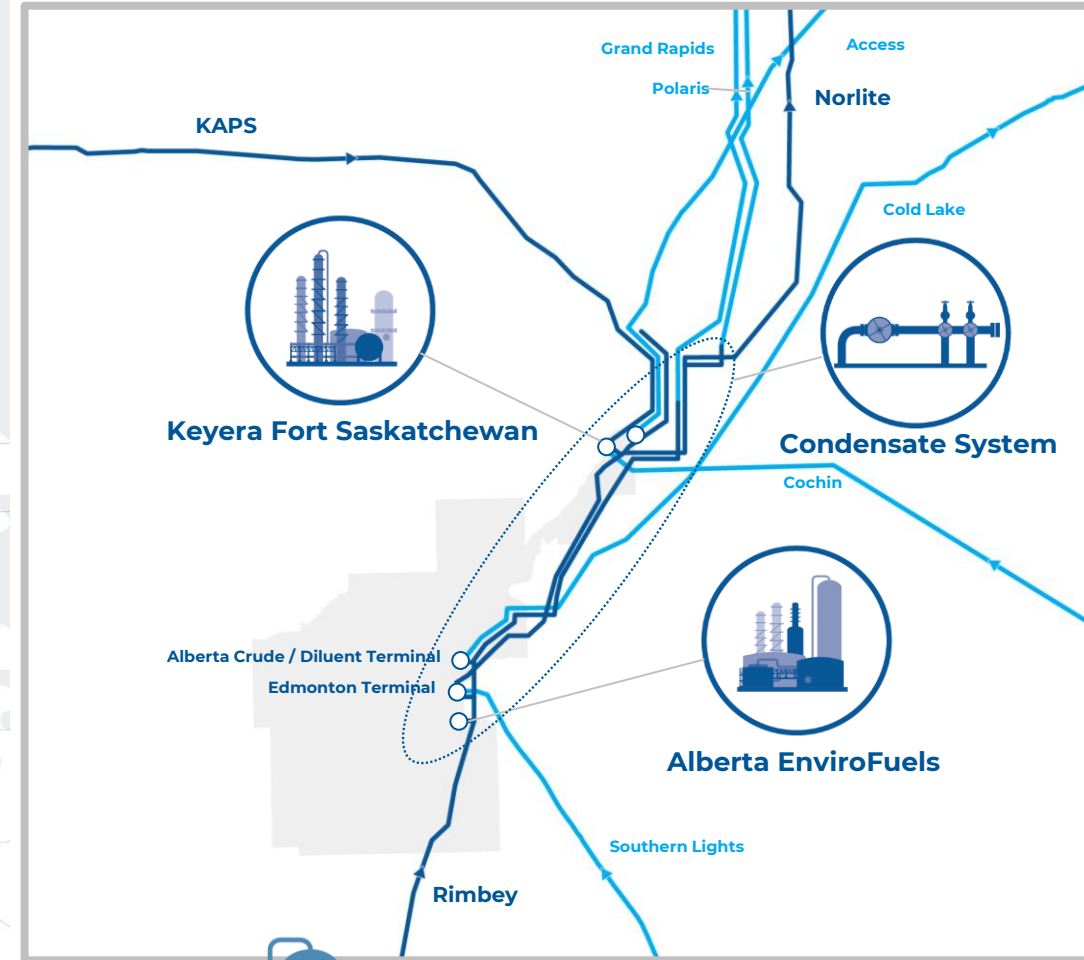 Grand Rapids
Access
Polaris
Norlite
KAPS
Cold Lake
Keyera Fort Saskatchewan
Condensate System
Cochin
Alberta Crude / Diluent Terminal
Edmonton Terminal
Alberta EnviroFuels
Southern Lights
Rimbey